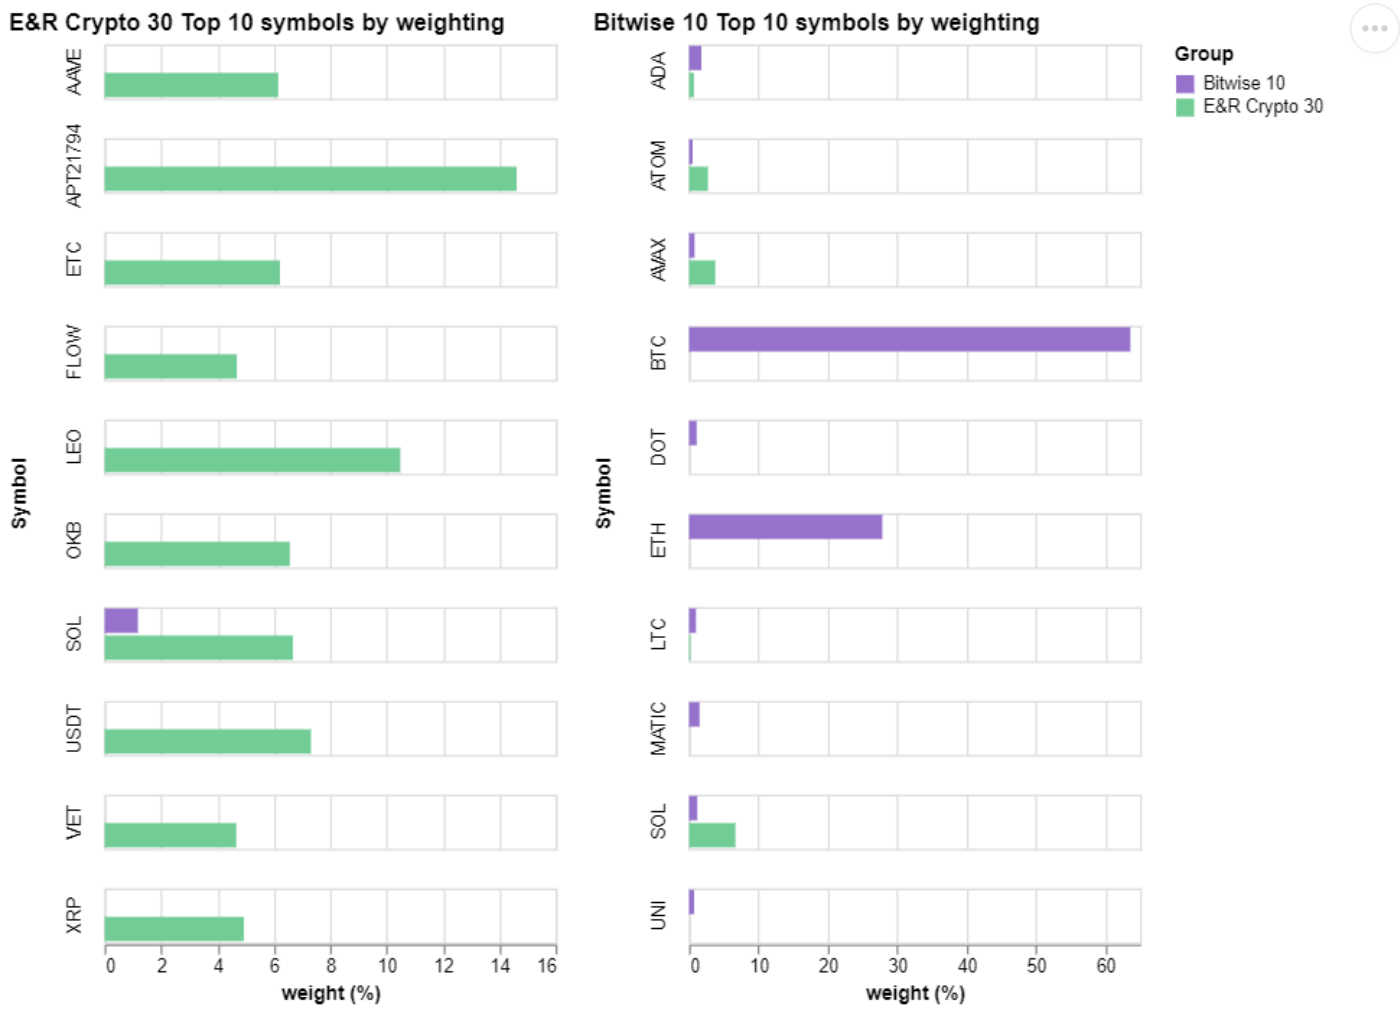 E&R Crypto 30 Top 10 symbols by weighting
AAVE
APT21794
ETC
FLOW
LEO
OKB
SOL
USDT
VET
XRP
Symbol
0 2 4 6 8 10 12 14 16
weight (%)
Bitwise 10 Top 10 symbols by weighting
ADA
ATOM
AVAX
BTC
DOT
ETH
LTC
MATIC
SOL
UNI
Symbol
0 10 20 30 40 50 60
weight (%)
Group
Bitwise 10
E&R Crypto 30